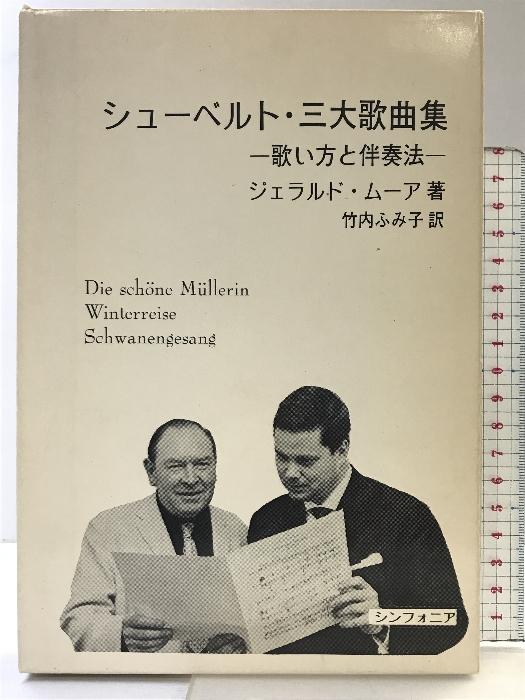 シューベルト・三大歌曲集
―歌い方と伴奏法―
ジェラルド・ムーア 著
竹内ふみ子 訳
Die schöne Müllerin
Winterreise
Schwanengesang
シンフォニア